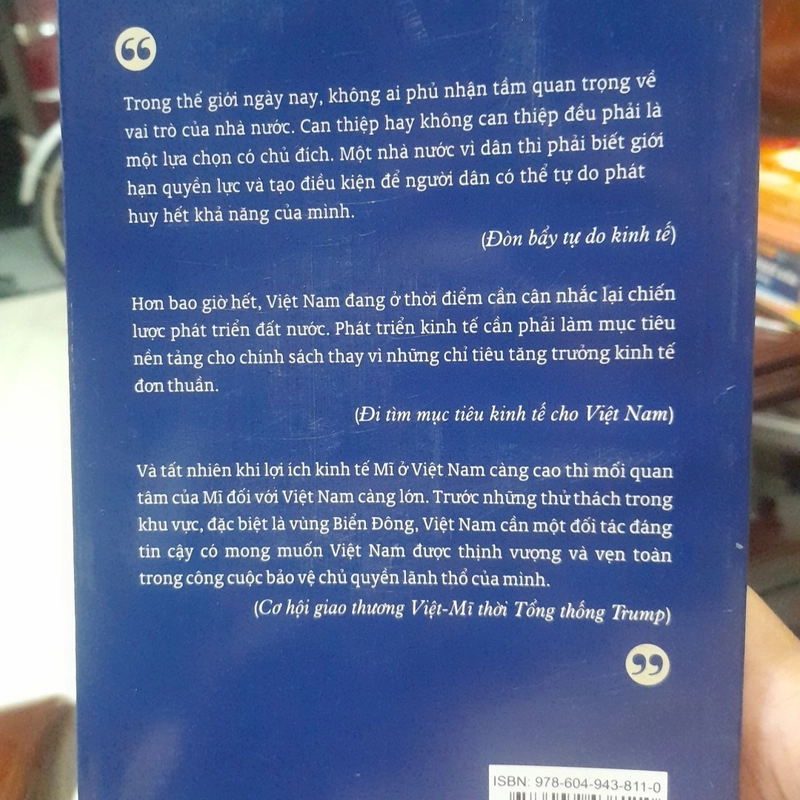 Trong thế giới ngày nay, không ai phủ nhận tầm quan trọng về
vai trò của nhà nước. Can thiệp hay không can thiệp đều phải là
một lựa chọn có chủ đích. Một nhà nước vì dân thì phải biết giới
hạn quyền lực và tạo điều kiện để người dân có thể tự do phát
huy hết khả năng của mình.
(Đòn bẩy tự do kinh tế)
Hơn bao giờ hết, Việt Nam đang ở thời điểm cần cân nhắc lại chiến
lược phát triển đất nước. Phát triển kinh tế cần phải làm mục tiêu
nền tảng cho chính sách thay vì những chỉ tiêu tăng trưởng kinh tế
đơn thuần.
(Đi tìm mục tiêu kinh tế cho Việt Nam)
Và tất nhiên khi lợi ích kinh tế Mĩ ở Việt Nam càng cao thì mối quan
tâm của Mĩ đối với Việt Nam càng lớn. Trước những thử thách trong
khu vực, đặc biệt là vùng Biển Đông, Việt Nam cần một đối tác đáng
tin cậy có mong muốn Việt Nam được thịnh vượng và vẹn toàn
trong công cuộc bảo vệ chủ quyền lãnh thổ của mình.
(Cơ hội giao thương Việt-Mĩ thời Tổng thống Trump)
ISBN: 978-604-943-811-0